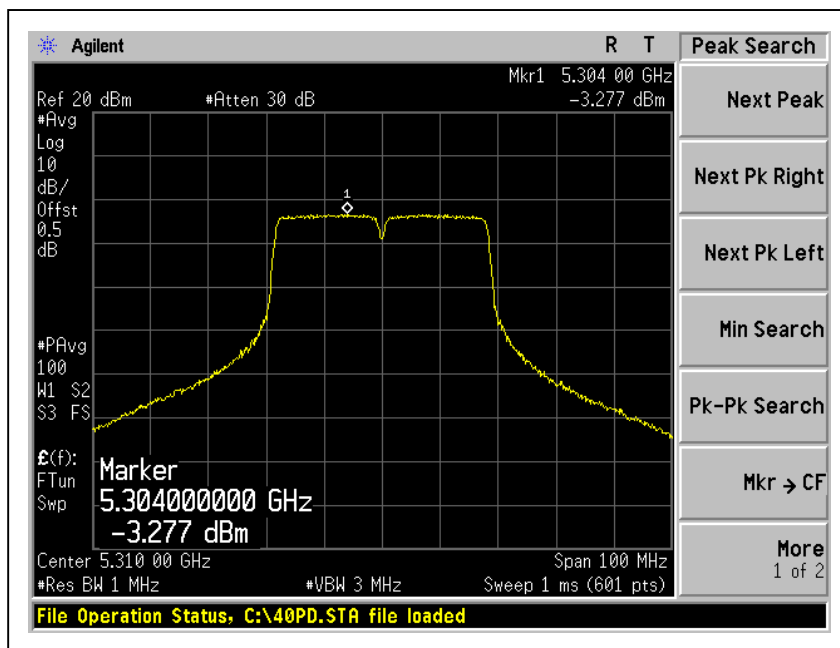 Agilent R T
Peak Search
Mkr1 5.304 00 GHz
Ref 20 dBm #Atten 30 dB -3.277 dBm
#Avg
Log
10
dB/
Offst
0.5
dB
1
#PAvg
100
W1 S2
S3 FS
£(f):
FTun
Swp
Marker
5.304000000 GHz
-3.277 dBm
Center 5.310 00 GHz Span 100 MHz
#Res BW 1 MHz #VBW 3 MHz Sweep 1 ms (601 pts)
File Operation Status, C:\40PD.STA file loaded
Next Peak
Next Pk Right
Next Pk Left
Min Search
Pk-Pk Search
Mkr → CF
More
1 of 2